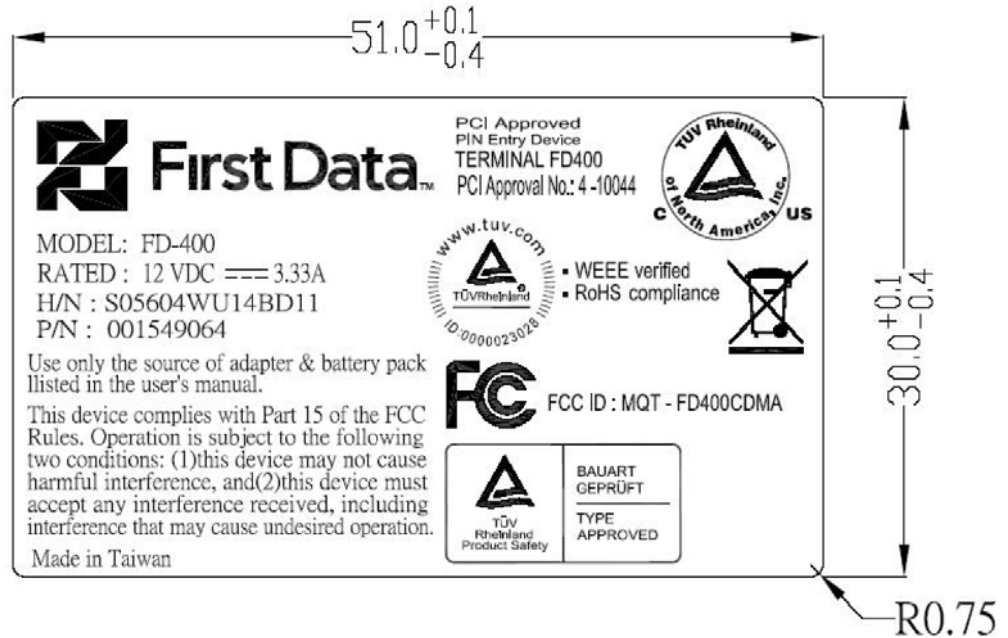 51.0 +0.1 -0.4
First Data™
PCI Approved
PIN Entry Device
TERMINAL FD400
PCI Approval No.: 4 -10044
TUV Rheinland
of North America, Inc.
C US
MODEL: FD-400
RATED : 12 VDC 3.33A
H/N : S05604WU14BD11
P/N : 001549064
www.tuv.com
TÜVRheinland®
ID:0000023028
▪ WEEE verified
▪ RoHS compliance
30.0 +0.1 -0.4
Use only the source of adapter & battery pack
llisted in the user's manual.
This device complies with Part 15 of the FCC
Rules. Operation is subject to the following
two conditions: (1)this device may not cause
harmful interference, and(2)this device must
accept any interference received, including
interference that may cause undesired operation.
Made in Taiwan
FC
FCC ID : MQT - FD400CDMA
TÜV
Rheinland
Product Safety
BAUART
GEPRÜFT
TYPE
APPROVED
R0.75